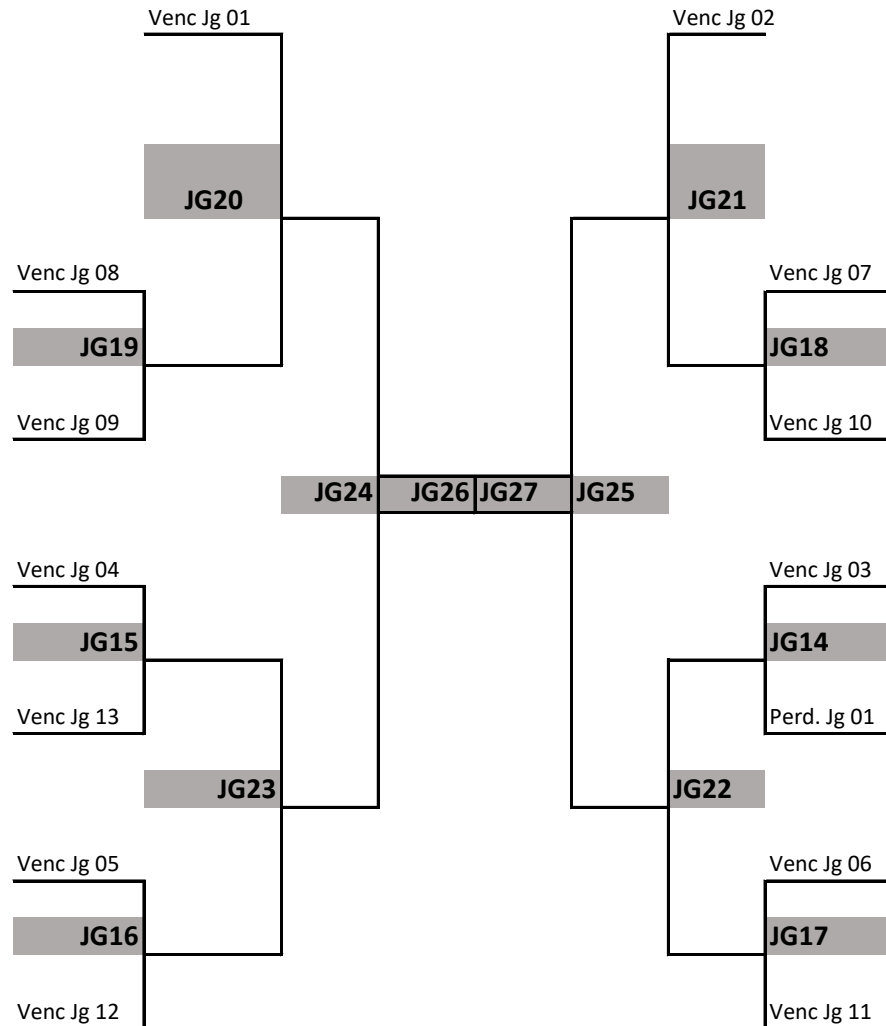 Venc Jg 01 Venc Jg 02
JG20 JG21
Venc Jg 08 Venc Jg 07
JG19 JG18
Venc Jg 09 Venc Jg 10
JG24 JG26 JG27 JG25
Venc Jg 04 Venc Jg 03
JG15 JG14
Venc Jg 13 Perd. Jg 01
JG23 JG22
Venc Jg 05 Venc Jg 06
JG16 JG17
Venc Jg 12 Venc Jg 11